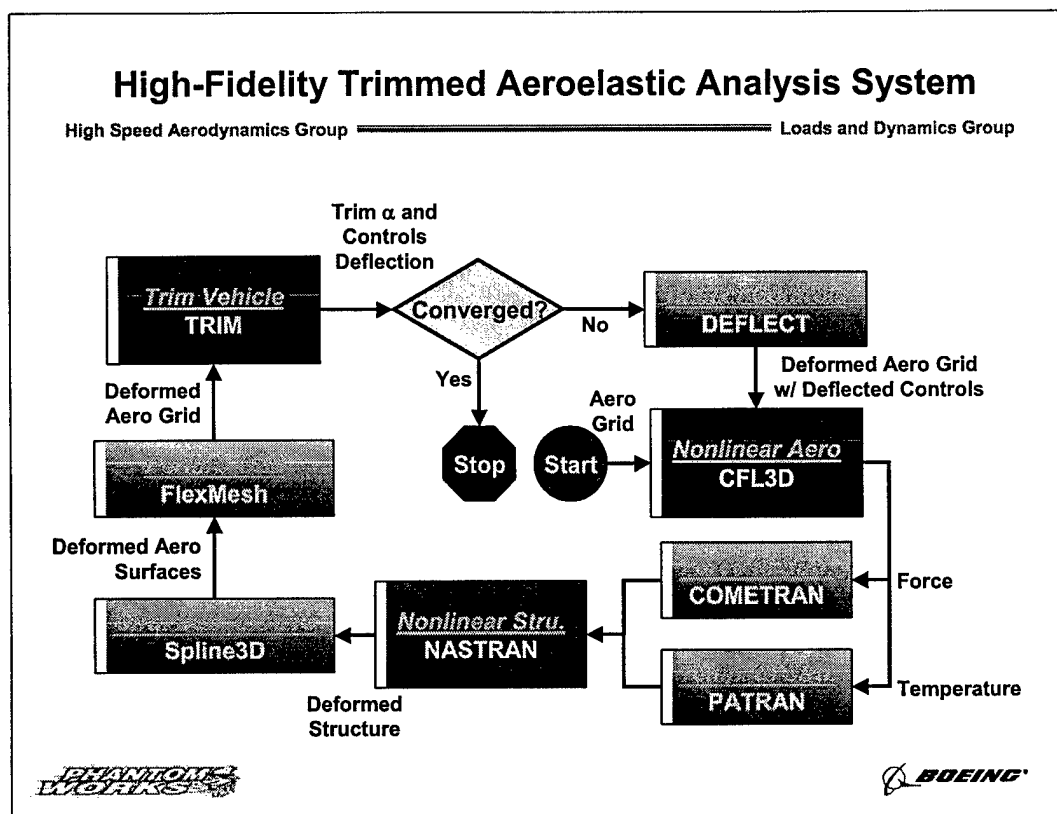 High-Fidelity Trimmed Aeroelastic Analysis System
High Speed Aerodynamics Group
Loads and Dynamics Group
Trim α and
Controls
Deflection
Trim Vehicle
TRIM
Converged?
No
Yes
DEFLECT
Deformed Aero Grid
w/ Deflected Controls
Deformed
Aero Grid
Aero
Grid
Stop
Start
Nonlinear Aero
CFL3D
FlexMesh
Deformed Aero
Surfaces
COMETRAN
Force
Spline3D
Nonlinear Stru.
NASTRAN
PATRAN
Temperature
Deformed
Structure
PHANTOM
WORKS
BOEING